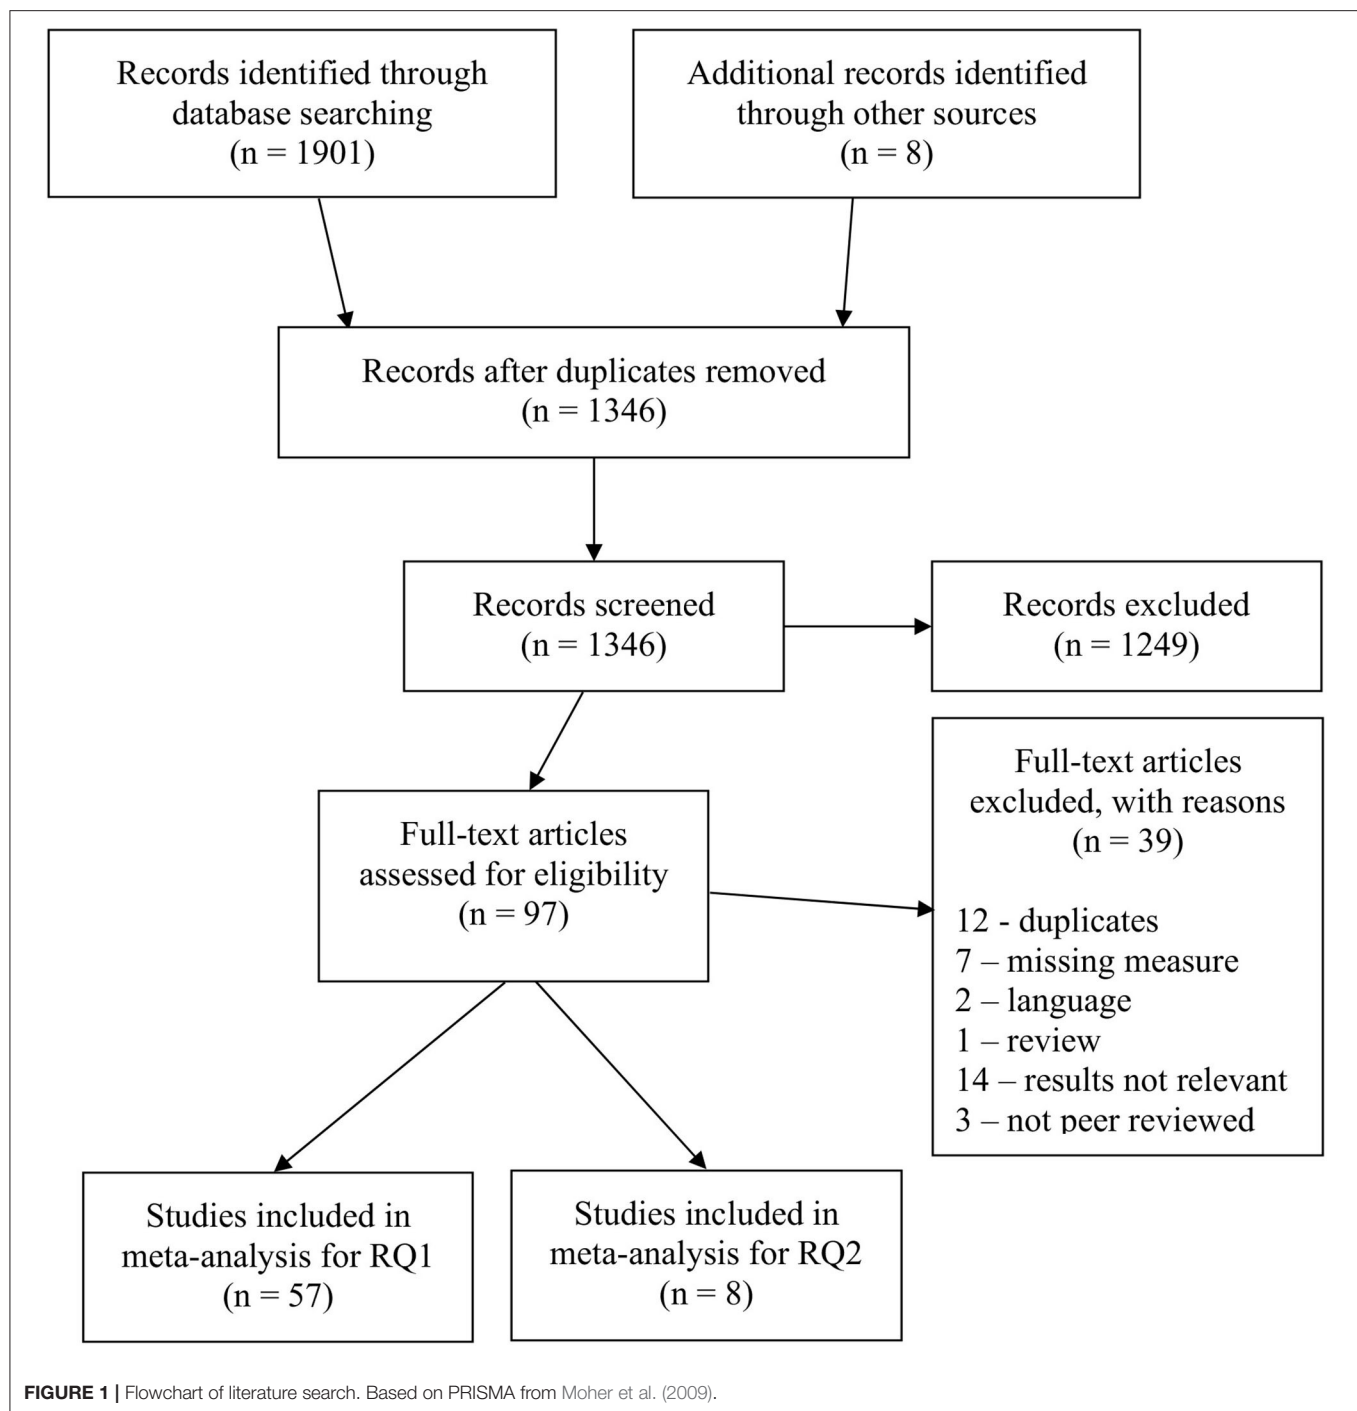 Records identified through
database searching
(n = 1901)
Additional records identified
through other sources
(n = 8)
Records after duplicates removed
(n = 1346)
Records screened
(n = 1346)
Records excluded
(n = 1249)
Full-text articles
assessed for eligibility
(n = 97)
Full-text articles
excluded, with reasons
(n = 39)
12 - duplicates
7 – missing measure
2 – language
1 – review
14 – results not relevant
3 – not peer reviewed
Studies included in
meta-analysis for RQ1
(n = 57)
Studies included in
meta-analysis for RQ2
(n = 8)
FIGURE 1 | Flowchart of literature search. Based on PRISMA from Moher et al. (2009).